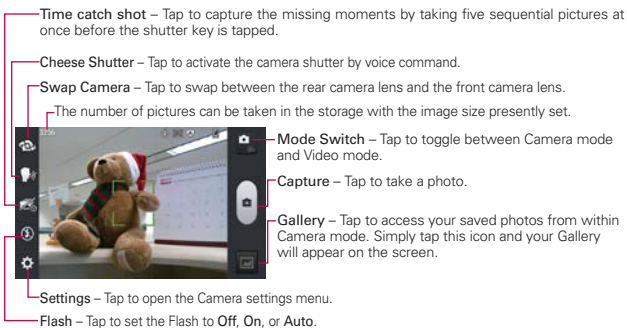 Time catch shot – Tap to capture the missing moments by taking five sequential pictures at
once before the shutter key is tapped.
Cheese Shutter – Tap to activate the camera shutter by voice command.
Swap Camera – Tap to swap between the rear camera lens and the front camera lens.
The number of pictures can be taken in the storage with the image size presently set.
Mode Switch – Tap to toggle between Camera mode
and Video mode.
Capture – Tap to take a photo.
Gallery – Tap to access your saved photos from within
Camera mode. Simply tap this icon and your Gallery
will appear on the screen.
Settings – Tap to open the Camera settings menu.
Flash – Tap to set the Flash to Off, On, or Auto.